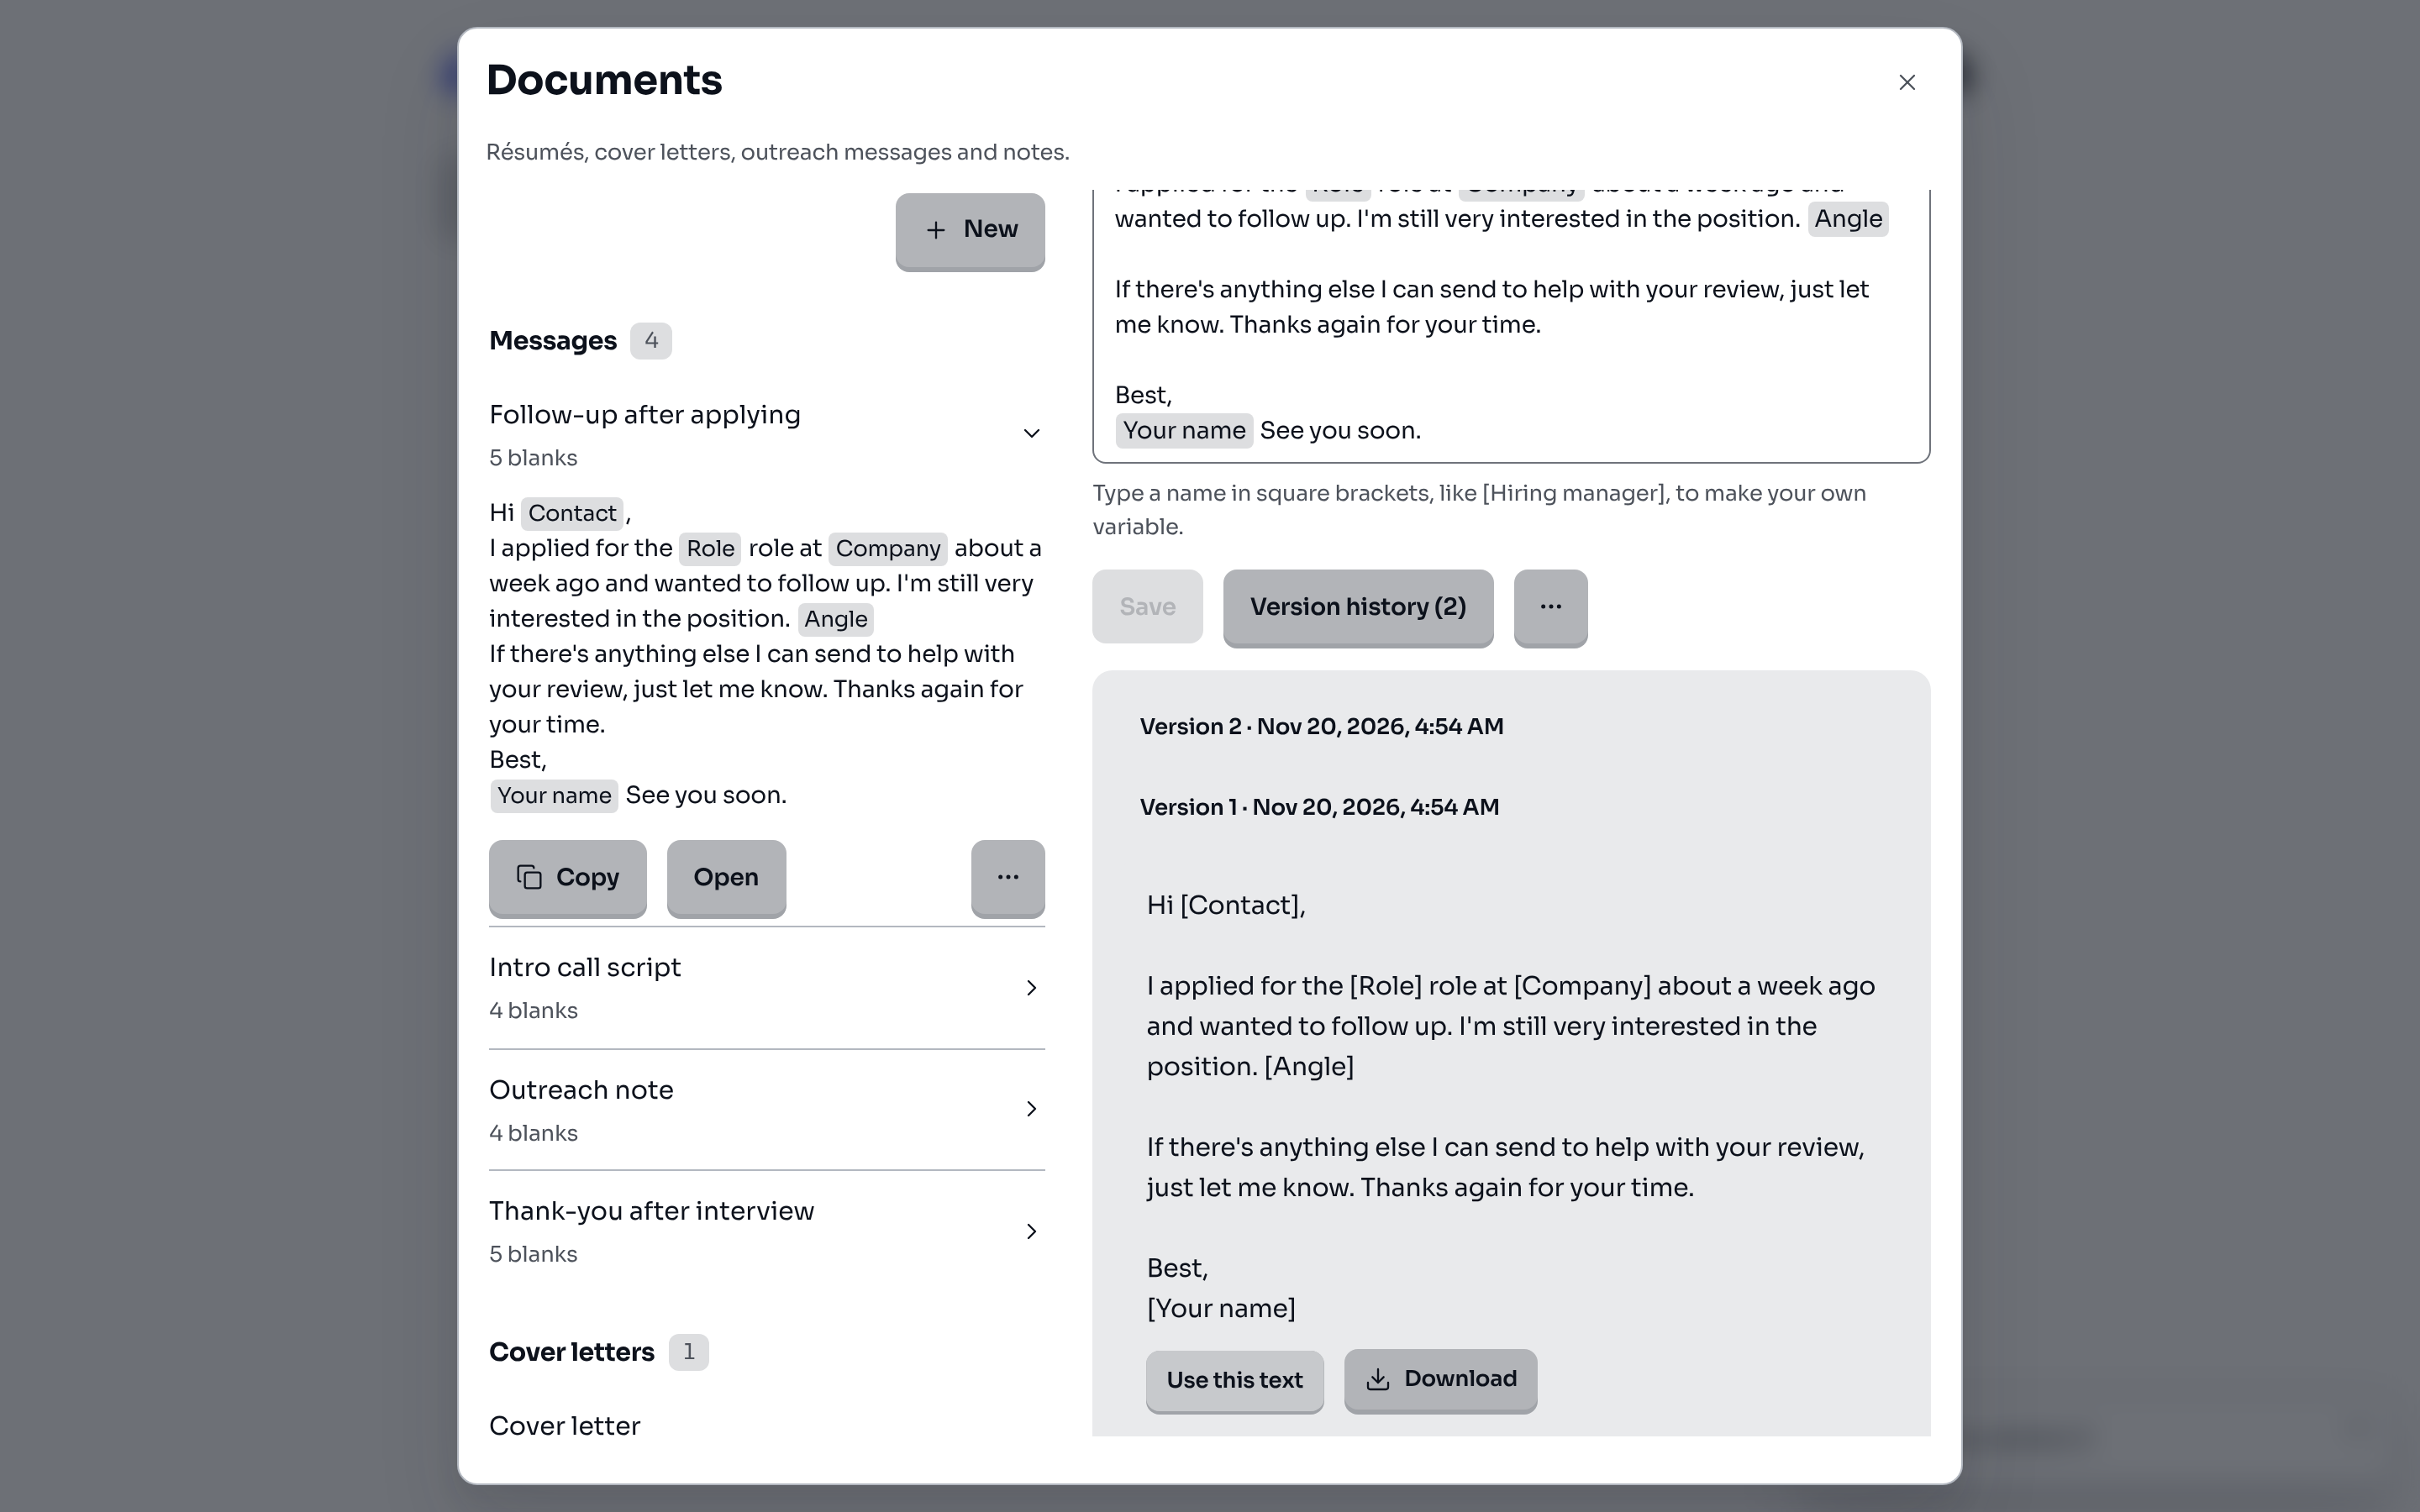 Documents
Résumés, cover letters, outreach messages and notes.
New
Messages 4
Follow-up after applying
5 blanks
Hi Contact,
I applied for the Role role at Company about a
week ago and wanted to follow up. I'm still very
interested in the position. Angle
If there's anything else I can send to help with
your review, just let me know. Thanks again for
your time.
Best,
Your name See you soon.
Copy
Open
Intro call script
4 blanks
Outreach note
4 blanks
Thank-you after interview
5 blanks
Cover letters 1
Cover letter
I applied for the Role role at Company about a week ago and
wanted to follow up. I'm still very interested in the position. Angle
If there's anything else I can send to help with your review, just let
me know. Thanks again for your time.
Best,
Your name See you soon.
Type a name in square brackets, like [Hiring manager], to make your own
variable.
Save
Version history (2)
Version 2 · Nov 20, 2026, 4:54 AM
Version 1 · Nov 20, 2026, 4:54 AM
Hi [Contact],
I applied for the [Role] role at [Company] about a week ago
and wanted to follow up. I'm still very interested in the
position. [Angle]
If there's anything else I can send to help with your review,
just let me know. Thanks again for your time.
Best,
[Your name]
Use this text
Download